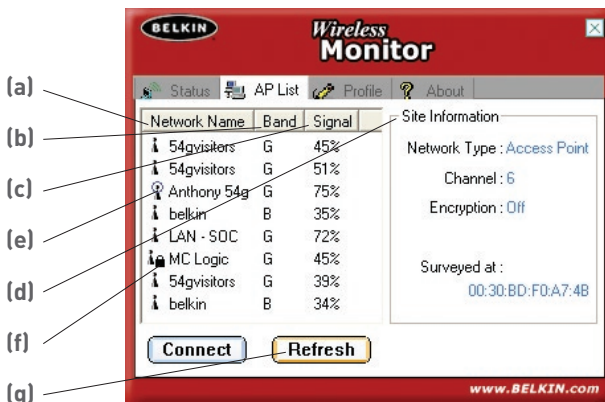 BELKIN
Wireless
Monitor
Status AP List Profile ? About
(a)
(b)
(c)
(e)
(d)
(f)
(g)
Network Name Band Signal
54gvisitors G 45%
54gvisitors G 51%
Anthony 54g G 75%
belkin B 35%
LAN - SOC G 72%
MC Logic G 45%
54gvisitors G 39%
belkin B 34%
Site Information
Network Type : Access Point
Channel : 6
Encryption : Off
Surveyed at :
00:30:BD:F0:A7:4B
Connect Refresh
www.BELKIN.com